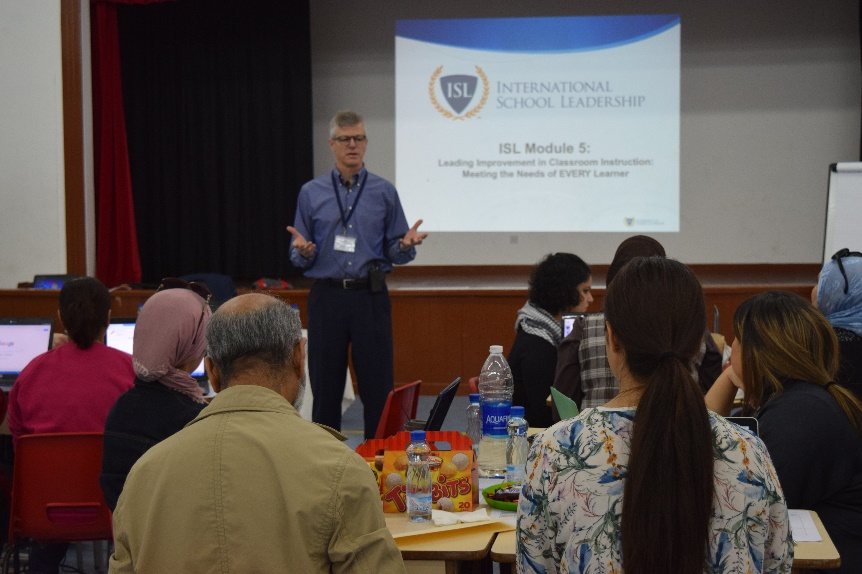 ISL
INTERNATIONAL
SCHOOL LEADERSHIP
ISL Module 5:
Leading Improvement in Classroom Instruction:
Meeting the Needs of EVERY Learner
AQUAFINA
20